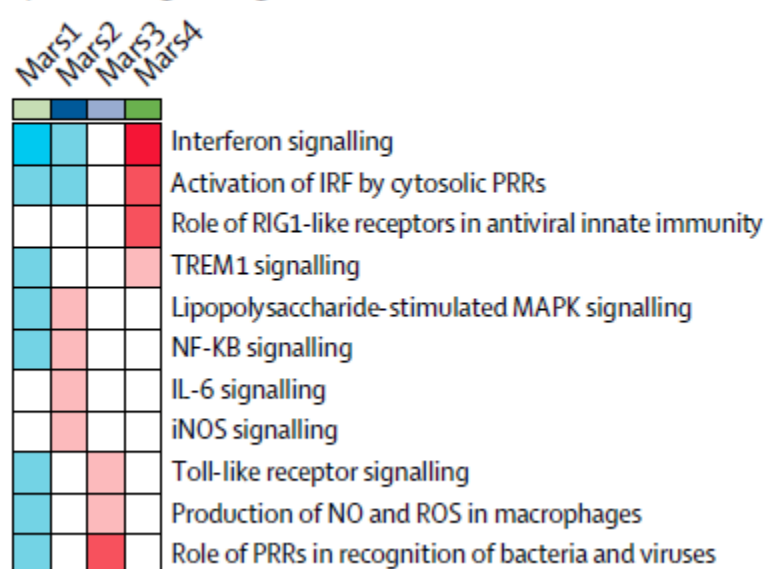 Mars1
Mars2
Mars3
Mars4
Interferon signalling
Activation of IRF by cytosolic PRRs
Role of RIG1-like receptors in antiviral innate immunity
TREM1 signalling
Lipopolysaccharide-stimulated MAPK signalling
NF-KB signalling
IL-6 signalling
iNOS signalling
Toll-like receptor signalling
Production of NO and ROS in macrophages
Role of PRRs in recognition of bacteria and viruses